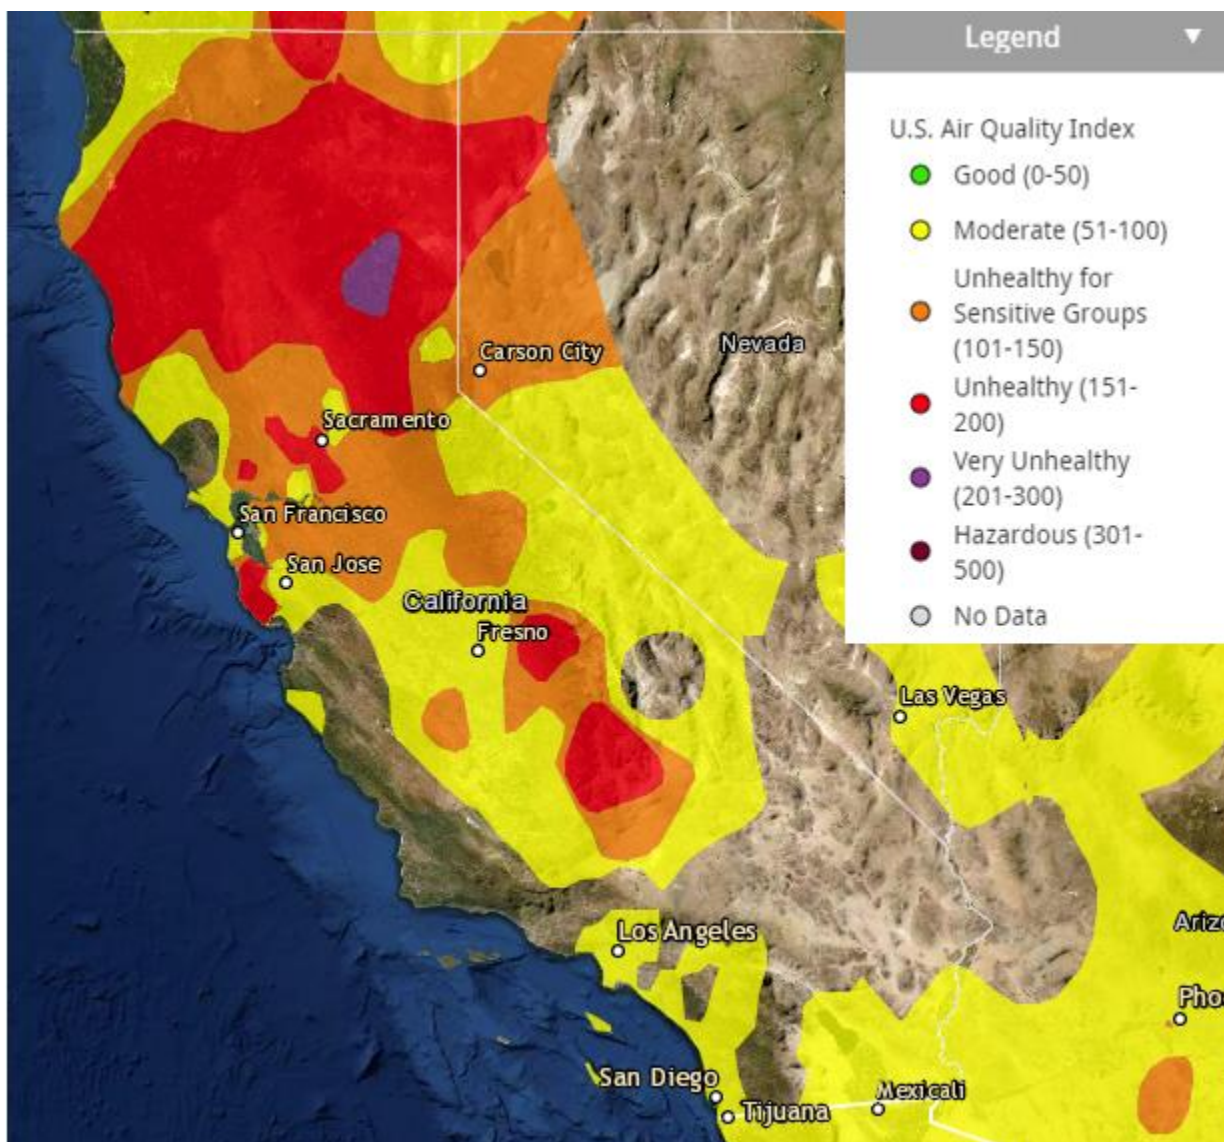 Legend
U.S. Air Quality Index
Good (0-50)
Moderate (51-100)
Unhealthy for
Sensitive Groups
(101-150)
Unhealthy (151-
200)
Very Unhealthy
(201-300)
Hazardous (301-
500)
No Data
Nevada
Carson City
Sacramento
San Francisco
San Jose
California
Fresno
Las Vegas
Los Angeles
Arizo
Pho
San Diego
Mexicali
Tijuana